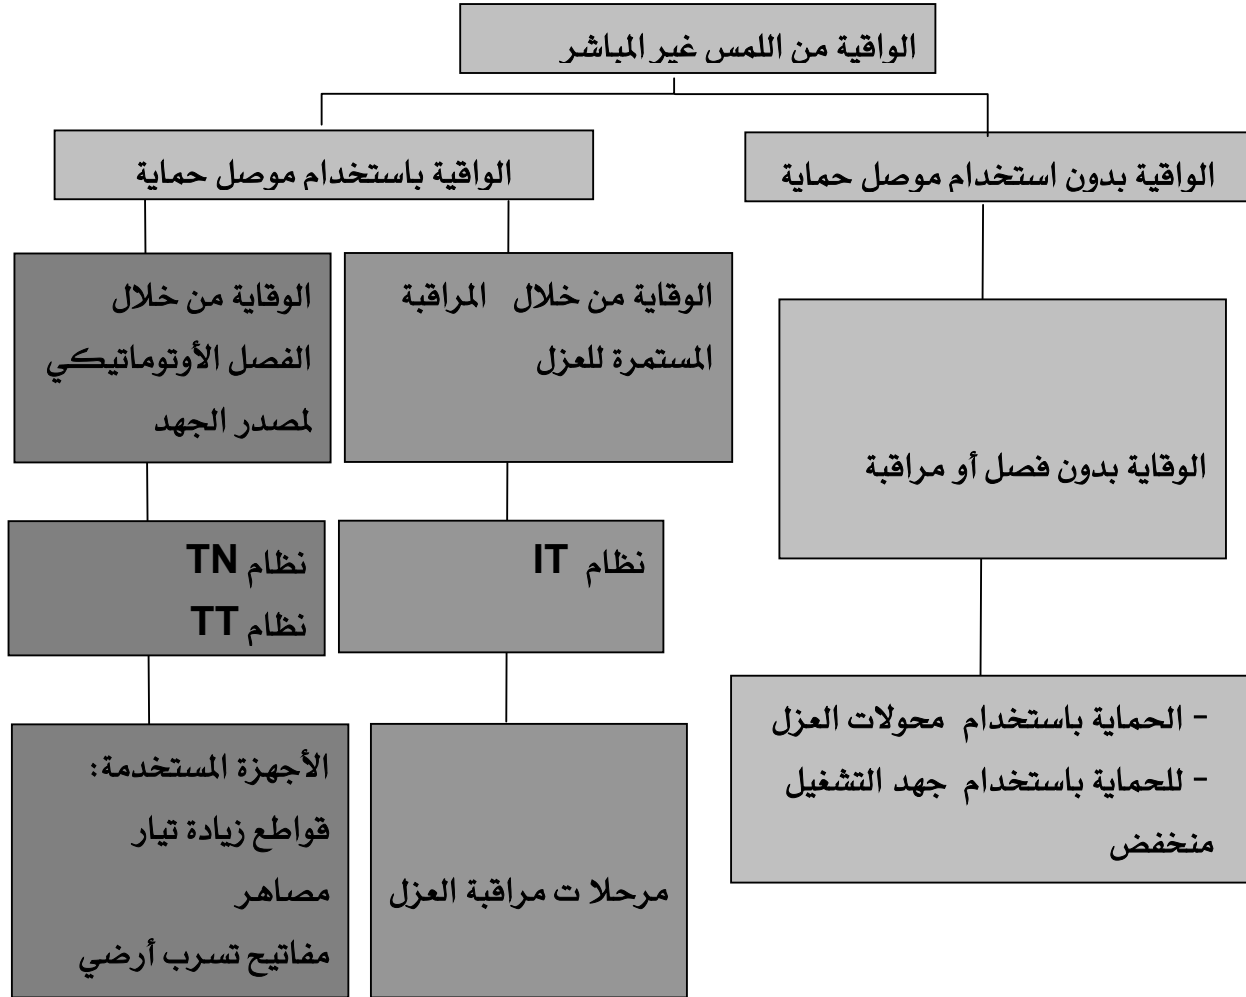 الواقية من اللمس غير المباشر
الواقية بدون استخدام موصل حماية
الواقية باستخدام موصل حماية
الوقاية بدون فصل أو مراقبة
الوقاية من خلال المراقبة
المستمرة للعزل
الوقاية من خلال
الفصل الأوتوماتيكي
لمصدر الجهد
نظام IT
نظام TN
نظام TT
- الحماية باستخدام محولات العزل
- للحماية باستخدام جهد التشغيل
منخفض
مرحلا ت مراقبة العزل
الأجهزة المستخدمة:
قواطع زيادة تيار
مصاهر
مفاتيح تسرب أرضي